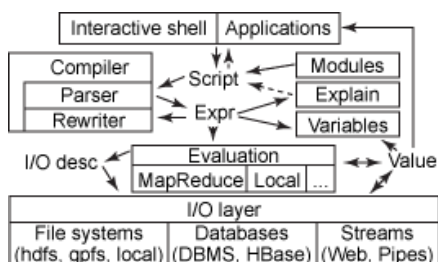 Interactive shell Applications
Compiler
Script
Modules
Parser
Explain
Rewriter
Expr
Variables
I/O desc
Evaluation
Value
MapReduce Local ...
I/O layer
File systems Databases Streams
(hdfs, gpfs, local) (DBMS, HBase) (Web, Pipes)